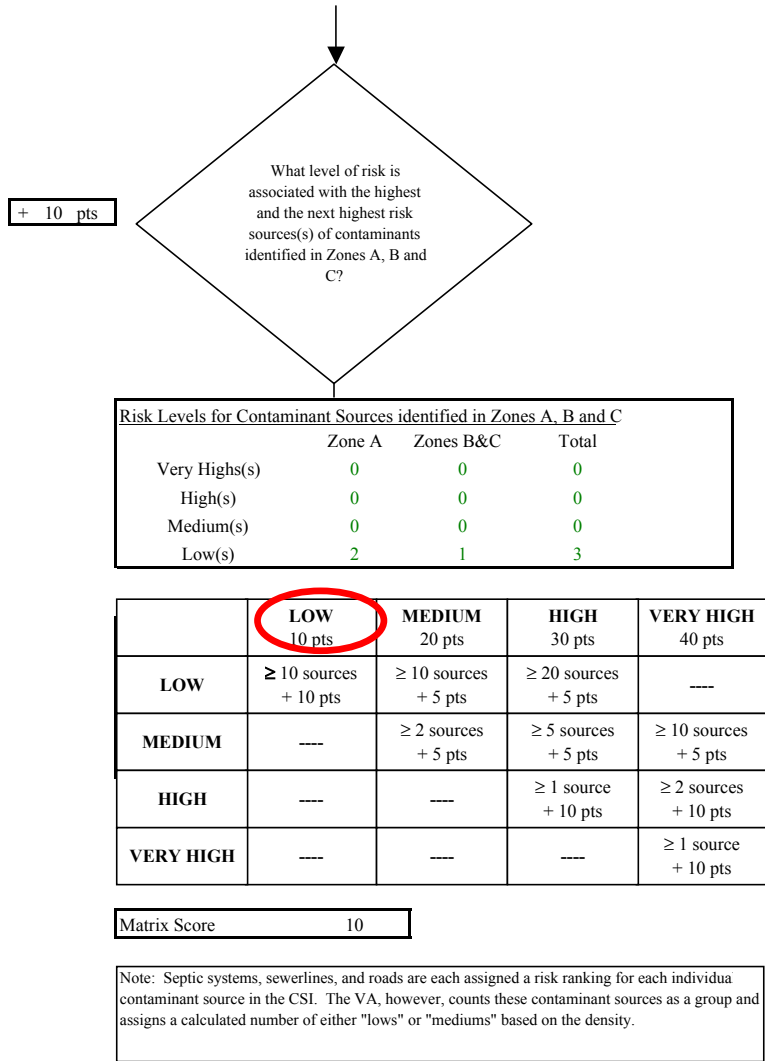 What level of risk is
associated with the highest
and the next highest risk
sources(s) of contaminants
identified in Zones A, B and
C?
+ 10 pts
Risk Levels for Contaminant Sources identified in Zones A, B and C
Zone A Zones B&C Total
Very Highs(s) 0 0 0
High(s) 0 0 0
Medium(s) 0 0 0
Low(s) 2 1 3
LOW MEDIUM HIGH VERY HIGH
10 pts 20 pts 30 pts 40 pts
LOW ≥ 10 sources ≥ 10 sources ≥ 20 sources ----
+ 10 pts + 5 pts + 5 pts
MEDIUM ---- ≥ 2 sources ≥ 5 sources ≥ 10 sources
+ 5 pts + 5 pts + 5 pts
HIGH ---- ---- ≥ 1 source ≥ 2 sources
+ 10 pts + 10 pts
VERY HIGH ---- ---- ---- ≥ 1 source
+ 10 pts
Matrix Score 10
Note: Septic systems, sewerlines, and roads are each assigned a risk ranking for each individua
contaminant source in the CSI. The VA, however, counts these contaminant sources as a group and
assigns a calculated number of either "lows" or "mediums" based on the density.